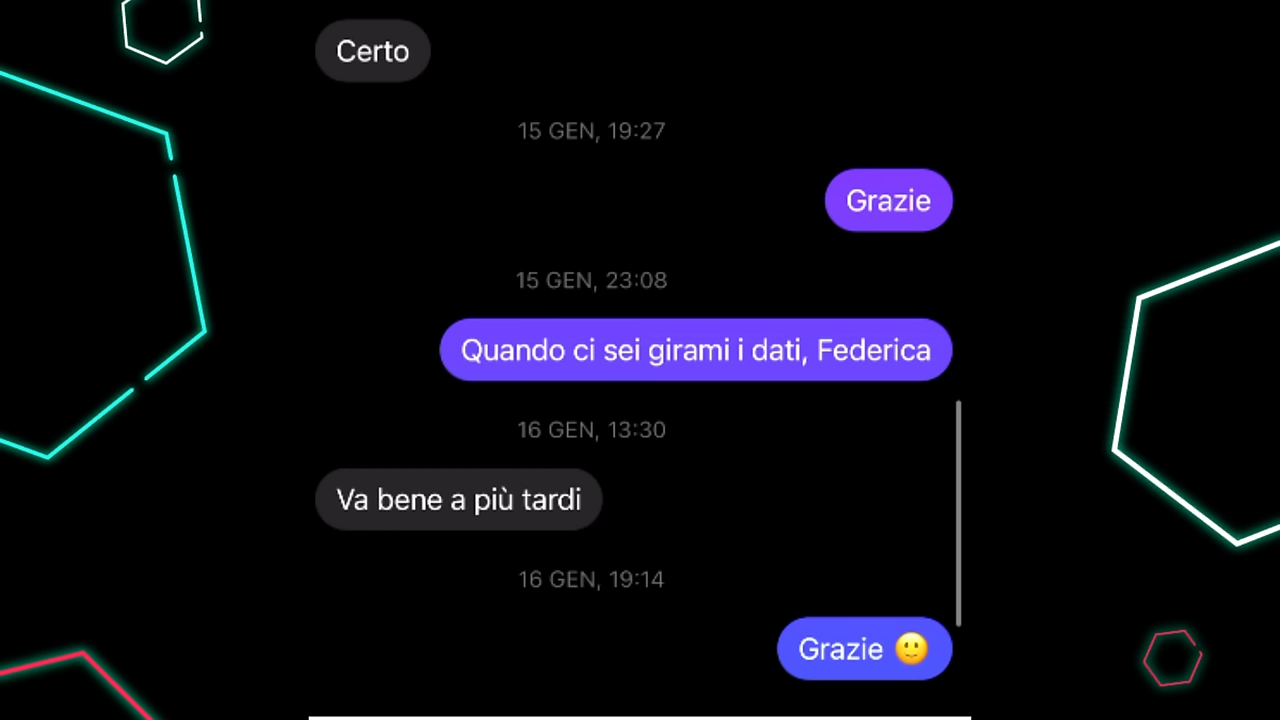 Certo
15 GEN, 19:27
Grazie
15 GEN, 23:08
Quando ci sei girami i dati, Federica
16 GEN, 13:30
Va bene a più tardi
16 GEN, 19:14
Grazie 🙂